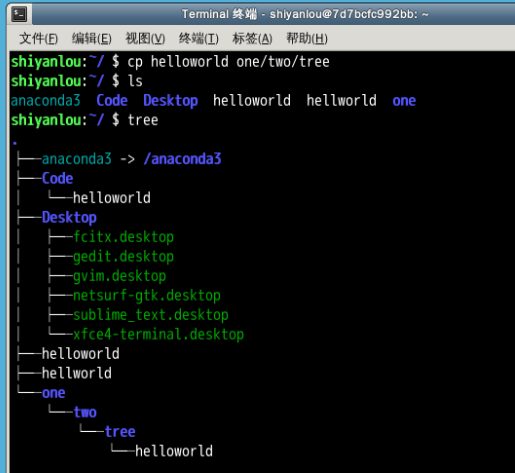 Terminal 终端 - shiyanlou@7d7bcfc992bb: ~
文件(F) 编辑(E) 视图(V) 终端(T) 标签(A) 帮助(H)
shiyanlou:~/ $ cp helloworld one/two/tree
shiyanlou:~/ $ ls
anaconda3 Code Desktop helloworld hellworld one
shiyanlou:~/ $ tree
.
├──anaconda3 -> /anaconda3
├──Code
│   └──helloworld
├──Desktop
│   ├──fcitx.desktop
│   ├──gedit.desktop
│   ├──gvim.desktop
│   ├──netsurf-gtk.desktop
│   ├──sublime_text.desktop
│   └──xfce4-terminal.desktop
├──helloworld
├──hellworld
└──one
    └──two
        └──tree
            └──helloworld